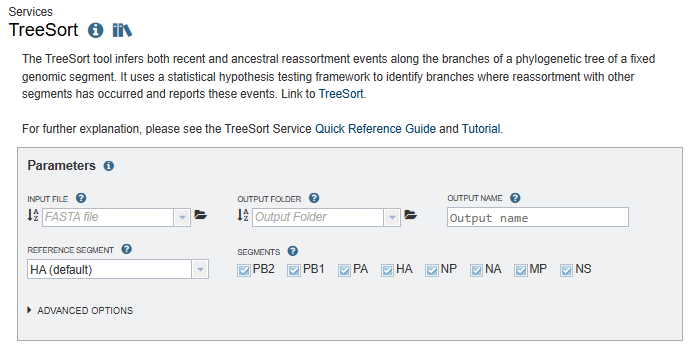 Services
TreeSort
The TreeSort tool infers both recent and ancestral reassortment events along the branches of a phylogenetic tree of a fixed
genomic segment. It uses a statistical hypothesis testing framework to identify branches where reassortment with other
segments has occurred and reports these events. Link to TreeSort.
For further explanation, please see the TreeSort Service Quick Reference Guide and Tutorial.
Parameters
INPUT FILE ? OUTPUT FOLDER ? OUTPUT NAME ?
FASTA file Output Folder Output name
REFERENCE SEGMENT ? SEGMENTS ?
HA (default) PB2 PB1 PA HA NP NA MP NS
ADVANCED OPTIONS